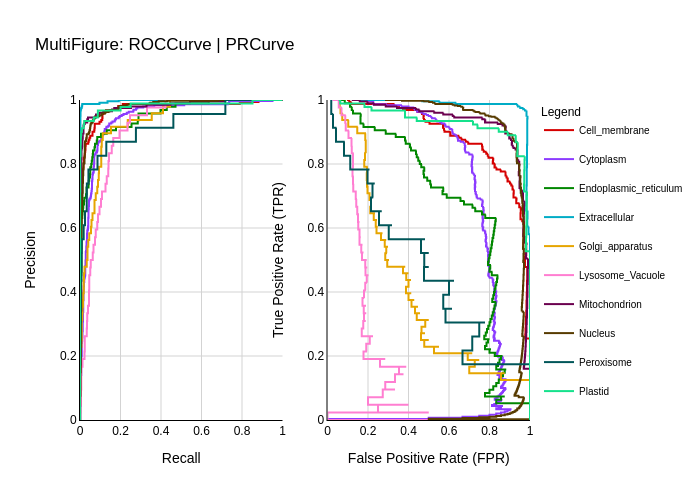 MultiFigure: ROCCurve | PRCurve
Precision
1
0.8
0.6
0.4
0.2
0
0 0.2 0.4 0.6 0.8 1
Recall
True Positive Rate (TPR)
1
0.8
0.6
0.4
0.2
0
0 0.2 0.4 0.6 0.8 1
False Positive Rate (FPR)
Legend
Cell_membrane
Cytoplasm
Endoplasmic_reticulum
Extracellular
Golgi_apparatus
Lysosome_Vacuole
Mitochondrion
Nucleus
Peroxisome
Plastid